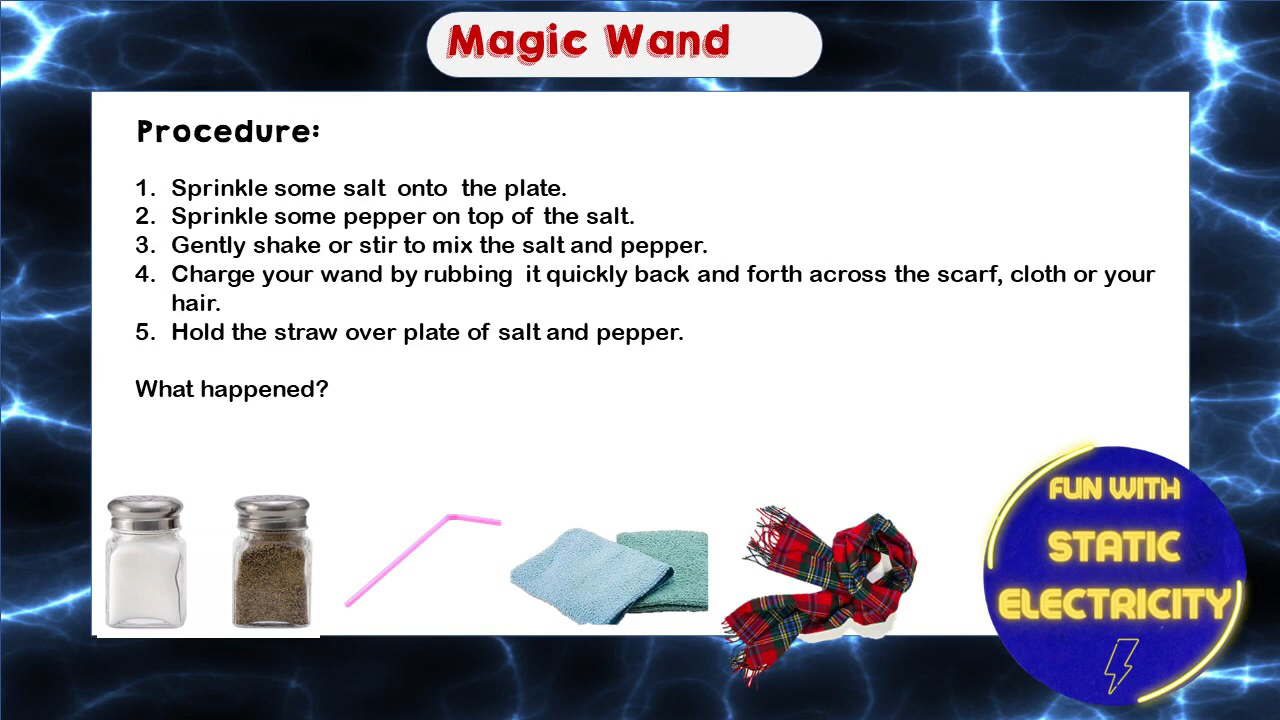 Magic Wand
Procedure:
1. Sprinkle some salt onto the plate.
2. Sprinkle some pepper on top of the salt.
3. Gently shake or stir to mix the salt and pepper.
4. Charge your wand by rubbing it quickly back and forth across the scarf, cloth or your
hair.
5. Hold the straw over plate of salt and pepper.
What happened?
FUN WITH
STATIC
ELECTRICITY